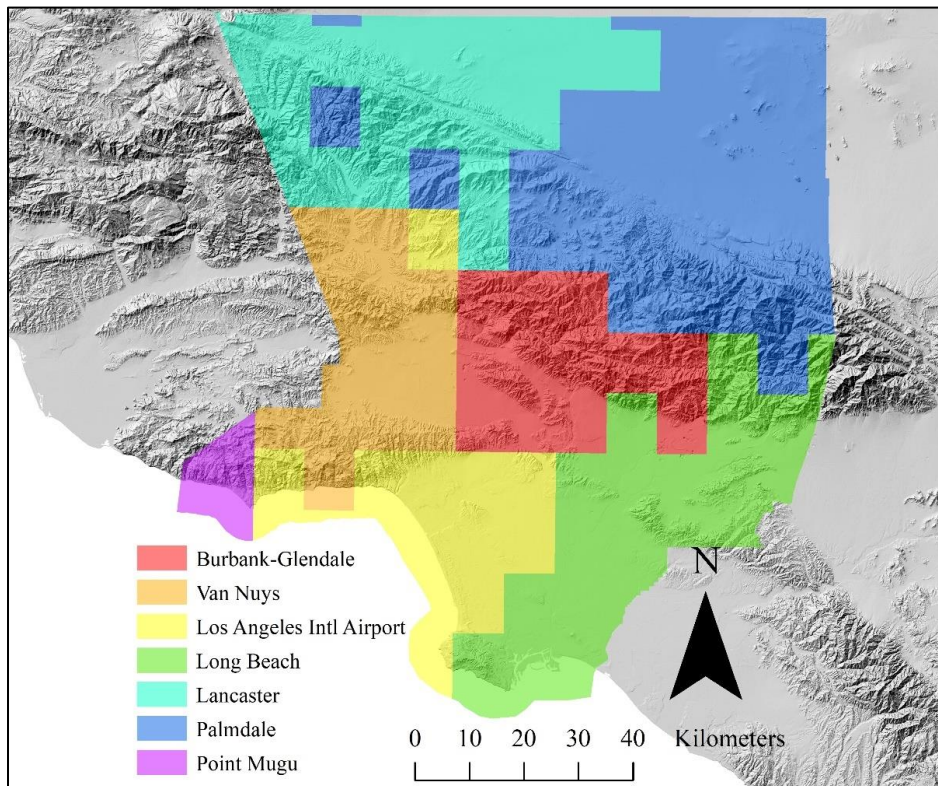 Burbank-Glendale
Van Nuys
Los Angeles Intl Airport
Long Beach
Lancaster
Palmdale
Point Mugu
N
0 10 20 30 40 Kilometers